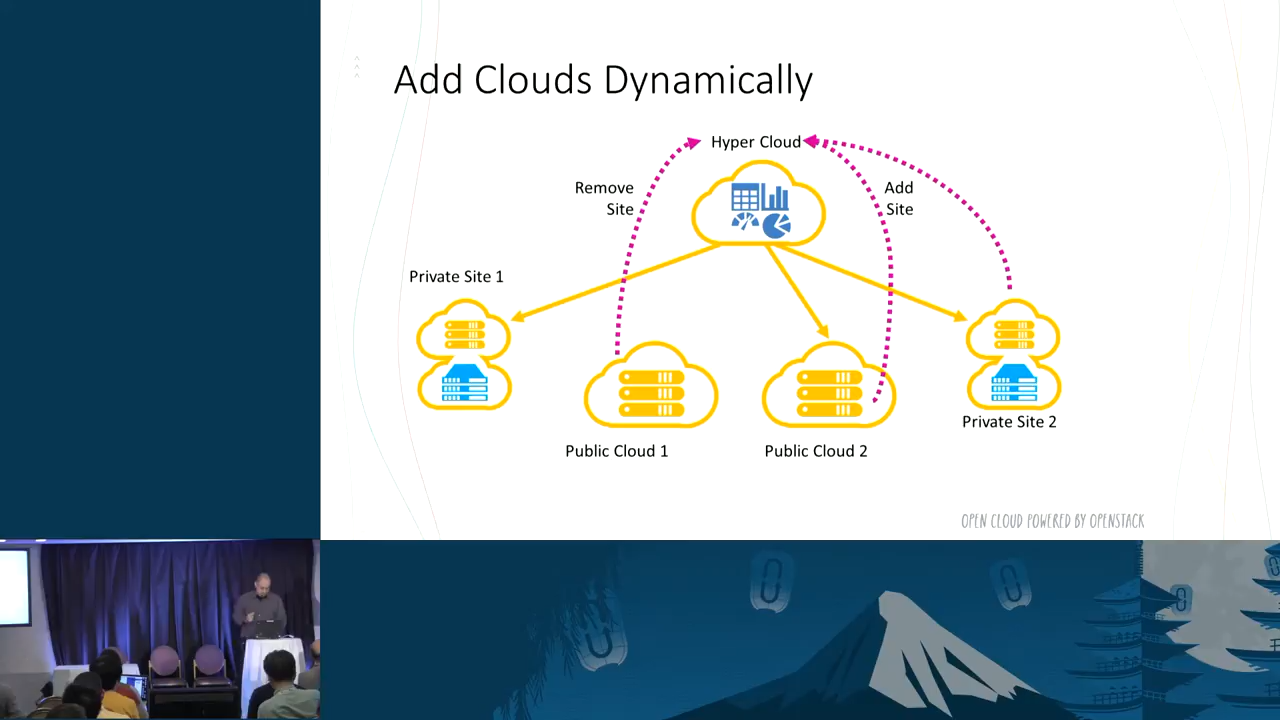 Add Clouds Dynamically
Hyper Cloud
Remove
Site
Add
Site
Private Site 1
Private Site 2
Public Cloud 1
Public Cloud 2
OPEN CLOUD POWERED BY OPENSTACK